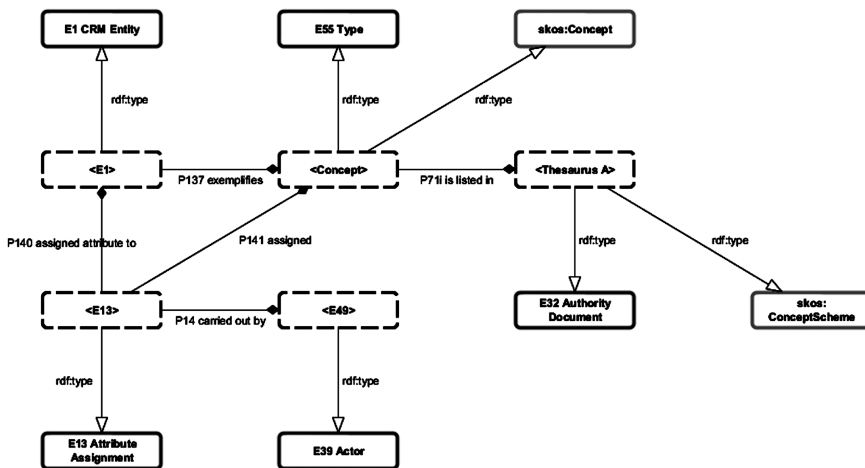 E1 CRM Entity
E55 Type
skos:Concept
rdf:type
rdf:type
rdf:type
<E1>
P137 exemplifies
<Concept>
P71i is listed in
<Thesaurus A>
P140 assigned attribute to
P141 assigned
rdf:type
rdf:type
<E13>
P14 carried out by
<E49>
E32 Authority
Document
skos:
ConceptScheme
rdf:type
rdf:type
E13 Attribute
Assignment
E39 Actor